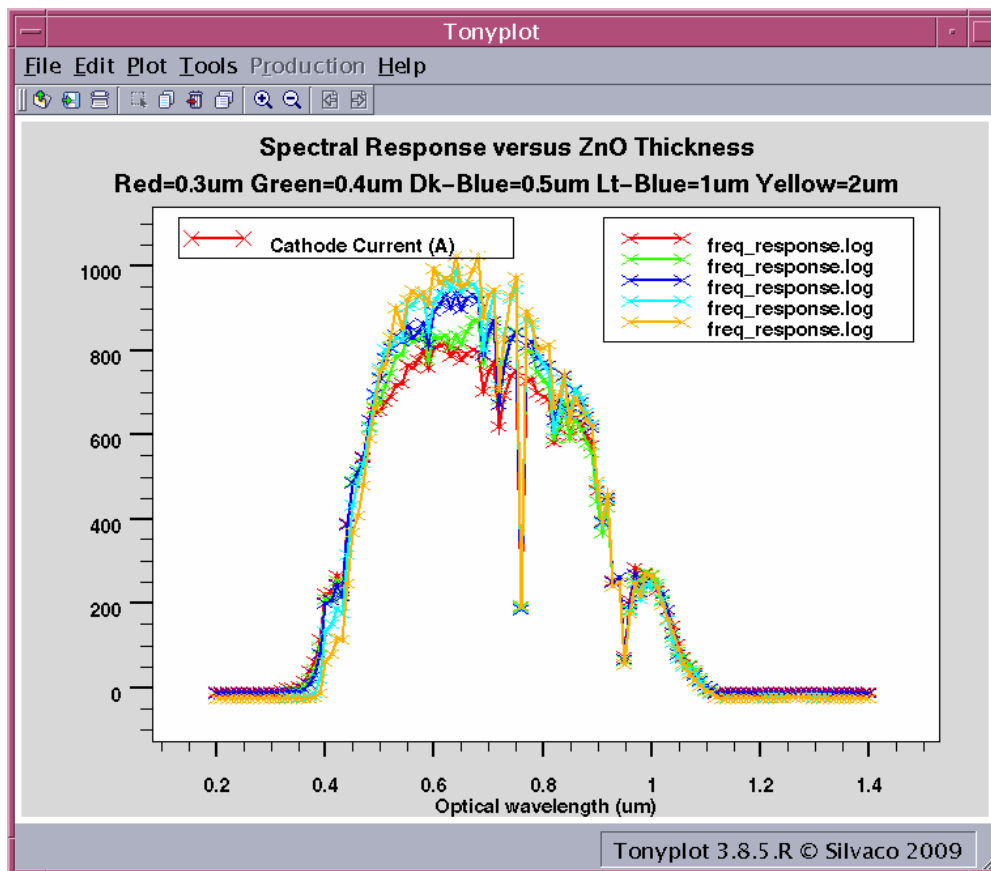 Tonyplot
File Edit Plot Tools Production Help
Spectral Response versus ZnO Thickness
Red=0.3um Green=0.4um Dk-Blue=0.5um Lt-Blue=1um Yellow=2um
Cathode Current (A)
freq_response.log
freq_response.log
freq_response.log
freq_response.log
freq_response.log
1000
800
600
400
200
0
0.2 0.4 0.6 0.8 1 1.2 1.4
Optical wavelength (um)
Tonyplot 3.8.5.R © Silvaco 2009